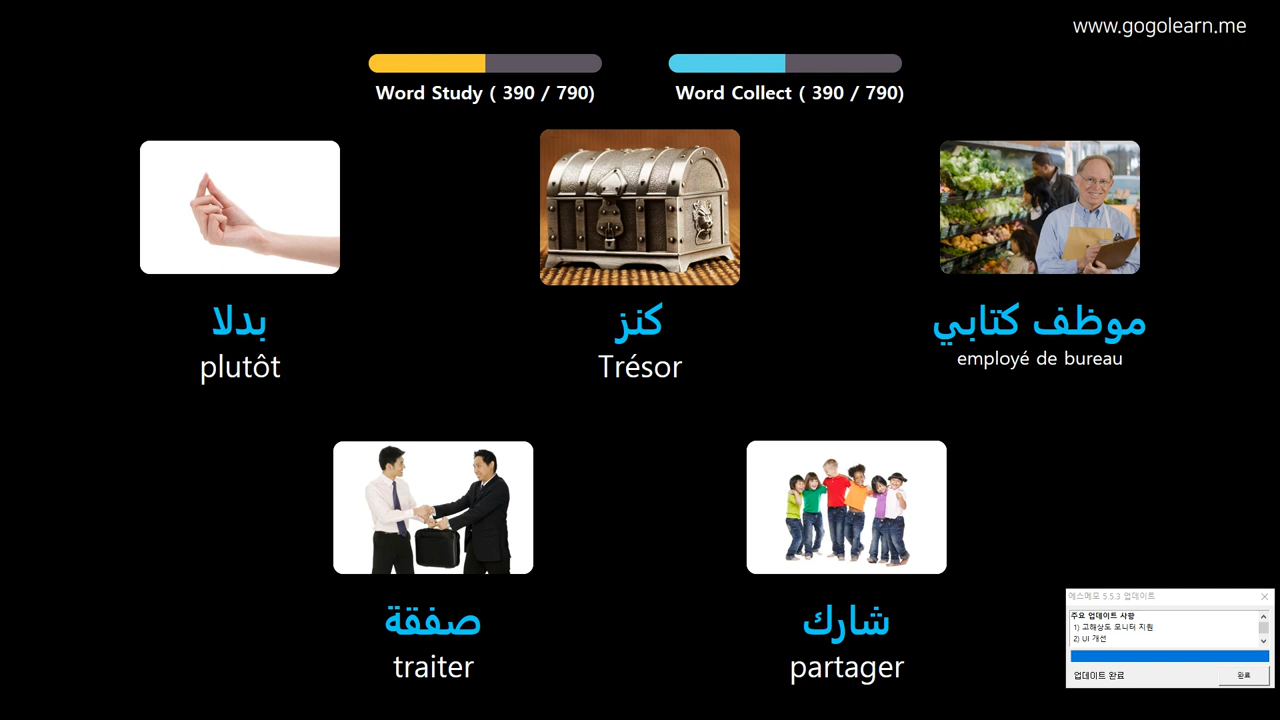 www.gogolearn.me
Word Study ( 390 / 790)
Word Collect ( 390 / 790)
بدلا
plutôt
كنز
Trésor
موظف كتابي
employé de bureau
صفقة
traiter
شارك
partager
에스메모 5.5.3 업데이트
주요 업데이트 사항
1) 고해상도 모니터 지원
2) UI 개선
업데이트 완료
완료